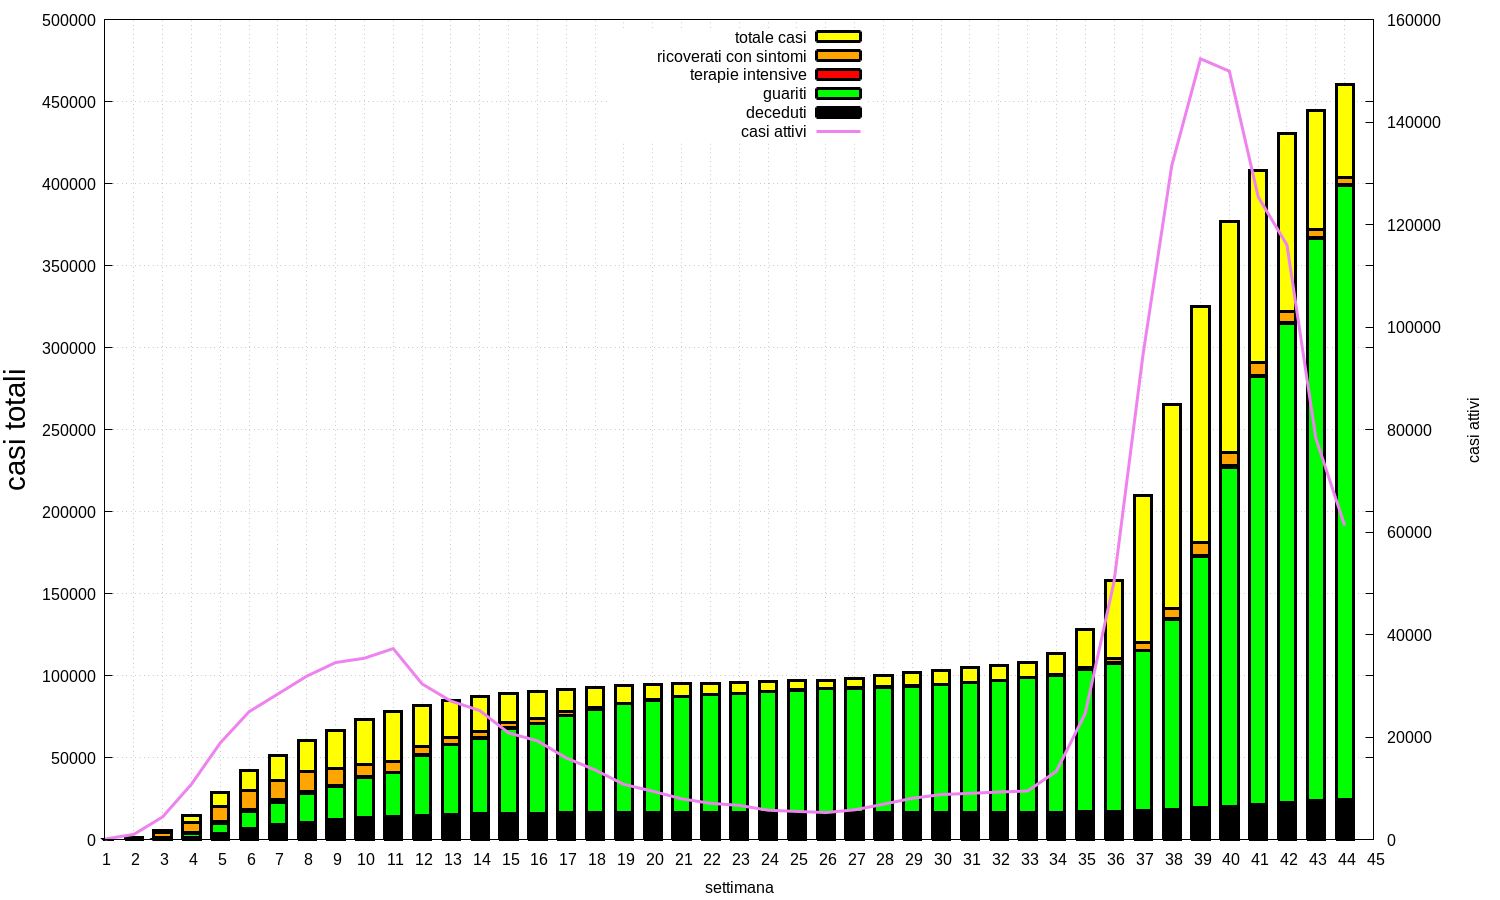 totale casi
ricoverati con sintomi
terapie intensive
guariti
deceduti
casi attivi
500000
450000
400000
350000
300000
250000
200000
150000
100000
50000
0
casi totali
160000
140000
120000
100000
80000
60000
40000
20000
0
casi attivi
1 2 3 4 5 6 7 8 9 10 11 12 13 14 15 16 17 18 19 20 21 22 23 24 25 26 27 28 29 30 31 32 33 34 35 36 37 38 39 40 41 42 43 44 45
settimana